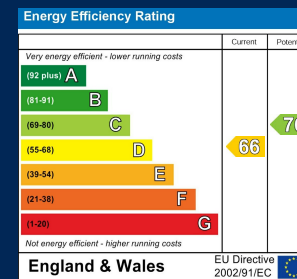 Energy Efficiency Rating
Current
Very energy efficient - lower running costs
(92 plus) A
(81-91) B
(69-80) C
(55-68) D
66
(39-54) E
(21-38) F
(1-20) G
Not energy efficient - higher running costs
England & Wales
EU Directive
2002/91/EC